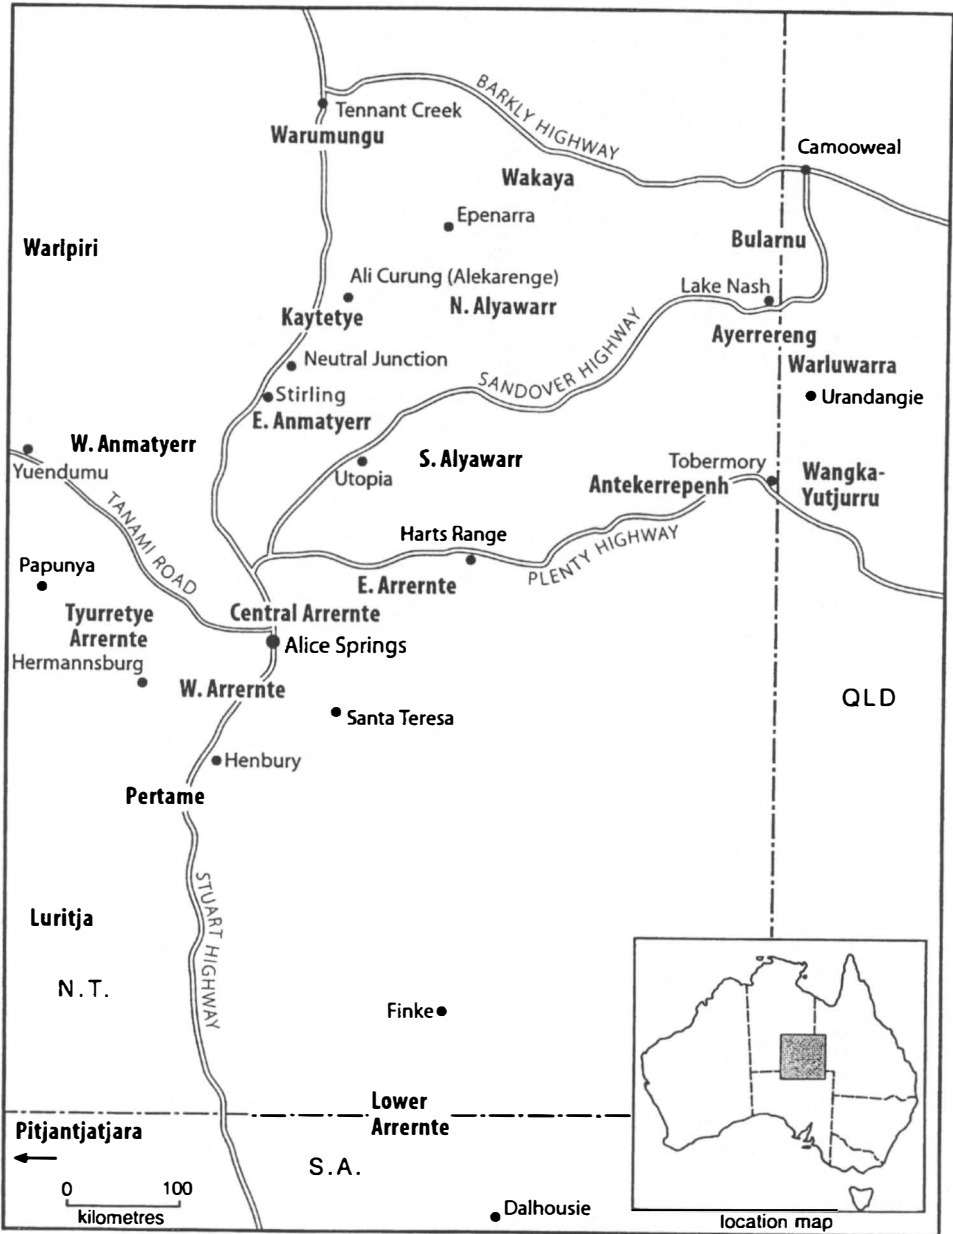 BARKLY HIGHWAY
Tennant Creek
Warumungu
Camooweal
Wakaya
Epenarra
Warlpiri
Bularnu
Ali Curung (Alekarenge)
Lake Nash
N. Alyawarr
Kaytetye
Ayerrereng
SANDOVER HIGHWAY
Neutral Junction
Warluwarra
Stirling
Urandangie
E. Anmatyerr
W. Anmatyerr
S. Alyawarr
Yuendumu
Utopia
Tobermory
Wangka-
Yutjurru
Antekerrepenh
TANAMI ROAD
Harts Range
PLENTY HIGHWAY
Papunya
E. Arrernte
Tyurretye
Arrernte
Central Arrernte
Alice Springs
Hermannsburg
W. Arrernte
QLD
Santa Teresa
Henbury
Pertame
STUART HIGHWAY
Luritja
N.T.
Finke
Lower
Arrernte
Pitjantjatjara
S.A.
0 100
kilometres
Dalhousie
location map